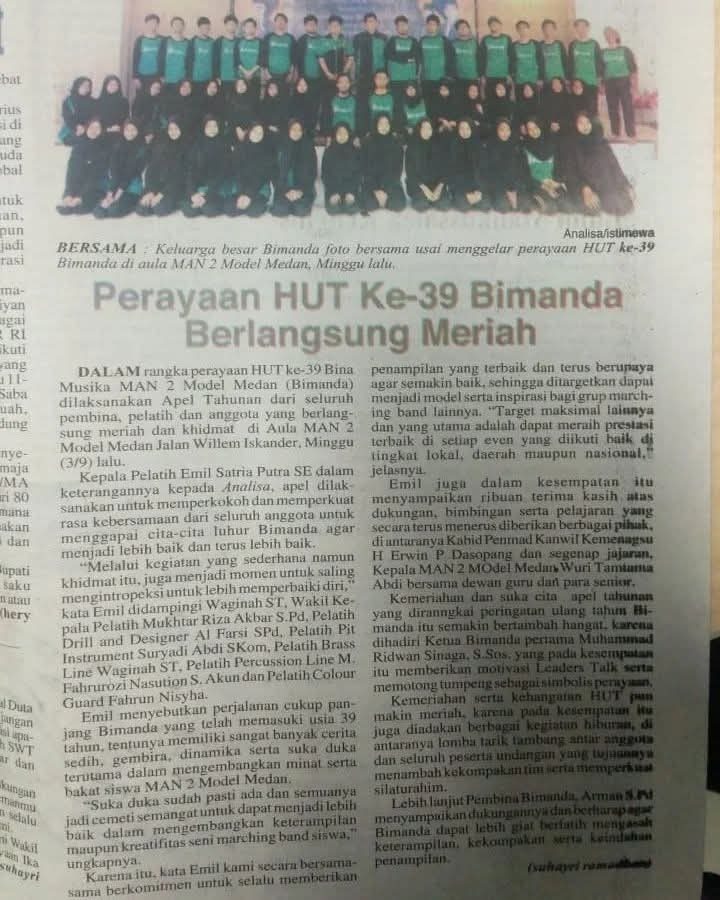 Analisa/istimewa
BERSAMA : Keluarga besar Bimanda foto bersama usai menggelar perayaan HUT ke-39
Bimanda di aula MAN 2 Model Medan, Minggu lalu.
Perayaan HUT Ke-39 Bimanda
Berlangsung Meriah
DALAM rangka perayaan HUT ke-39 Bina
Musika MAN 2 Model Medan (Bimanda)
dilaksanakan Apel Tahunan dari seluruh
pembina, pelatih dan anggota yang berlang-
sung meriah dan khidmat di Aula MAN 2
Model Medan Jalan Willem Iskander, Minggu
(3/9) lalu.
Kepala Pelatih Emil Satria Putra SE dalam
keterangannya kepada Analisa, apel dilak-
sanakan untuk memperkokoh dan memperkuat
rasa kebersamaan dari seluruh anggota untuk
menggapai cita-cita luhur Bimanda agar
menjadi lebih baik dan terus lebih baik.
"Melalui kegiatan yang sederhana namun
khidmat itu, juga menjadi momen untuk saling
mengintropeksi untuk lebih memperbaiki diri,"
kata Emil didampingi Waginah ST, Wakil Ke-
pala Pelatih Mukhtar Riza Akbar S.Pd, Pelatih
Drill and Designer Al Farsi SPd, Pelatih Pit
Instrument Suryadi Abdi SKom, Pelatih Brass
Line Waginah ST, Pelatih Percussion Line M.
Fahrurozi Nasution S. Akun dan Pelatih Colour
Guard Fahrun Nisyha.
Emil menyebutkan perjalanan cukup pan-
jang Bimanda yang telah memasuki usia 39
tahun, tentunya memiliki sangat banyak cerita
sedih, gembira, dinamika serta suka duka
terutama dalam mengembangkan minat serta
bakat siswa MAN 2 Model Medan.
"Suka duka sudah pasti ada dan semuanya
jadi cemeti semangat untuk dapat menjadi lebih
baik dalam mengembangkan keterampilan
maupun kreatifitas seni marching band siswa,"
ungkapnya.
Karena itu, kata Emil kami secara bersama-
sama berkomitmen untuk selalu memberikan
penampilan yang terbaik dan terus berupaya
agar semakin baik, sehingga ditargetkan dapat
menjadi model serta inspirasi bagi grup march-
ing band lainnya. "Target maksimal lainnya
dan yang utama adalah dapat meraih prestasi
terbaik di setiap even yang diikuti baik di
tingkat lokal, daerah maupun nasional,"
jelasnya.
Emil juga dalam kesempatan itu
menyampaikan ribuan terima kasih atas
dukungan, bimbingan serta pelajaran yang
secara terus menerus diberikan berbagai pihak,
di antaranya Kabid Penmad Kanwil Kemenagsu
H Erwin P Dasopang dan segenap jajaran,
Kepala MAN 2 MOdel Medan Wuri Tamtama
Abdi bersama dewan guru dan para senior.
Kemeriahan dan suka cita apel tahunan
yang diranngkai peringatan ulang tahun Bi-
manda itu semakin bertambah hangat, karena
dihadiri Ketua Bimanda pertama Muhammad
Ridwan Sinaga, S.Sos. yang pada kesempatan
itu memberikan motivasi Leaders Talk serta
memotong tumpeng sebagai simbolis perayaan.
Kemeriahan serta kehangatan HUT pun
makin meriah, karena pada kesempatan itu
juga diadakan berbagai kegiatan hiburan, di
antaranya lomba tarik tambang antar anggota
dan seluruh peserta undangan yang tujuannya
menambah kekompakan tim serta memperkuat
silaturahim.
Lebih lanjut Pembina Bimanda, Arman S.Pd
menyampaikan dukungannya dan berharap agar
Bimanda dapat lebih giat berlatih mengasah
keterampilan, kekompakan serta keindahan
penampilan.
(suhayri ramadhan)